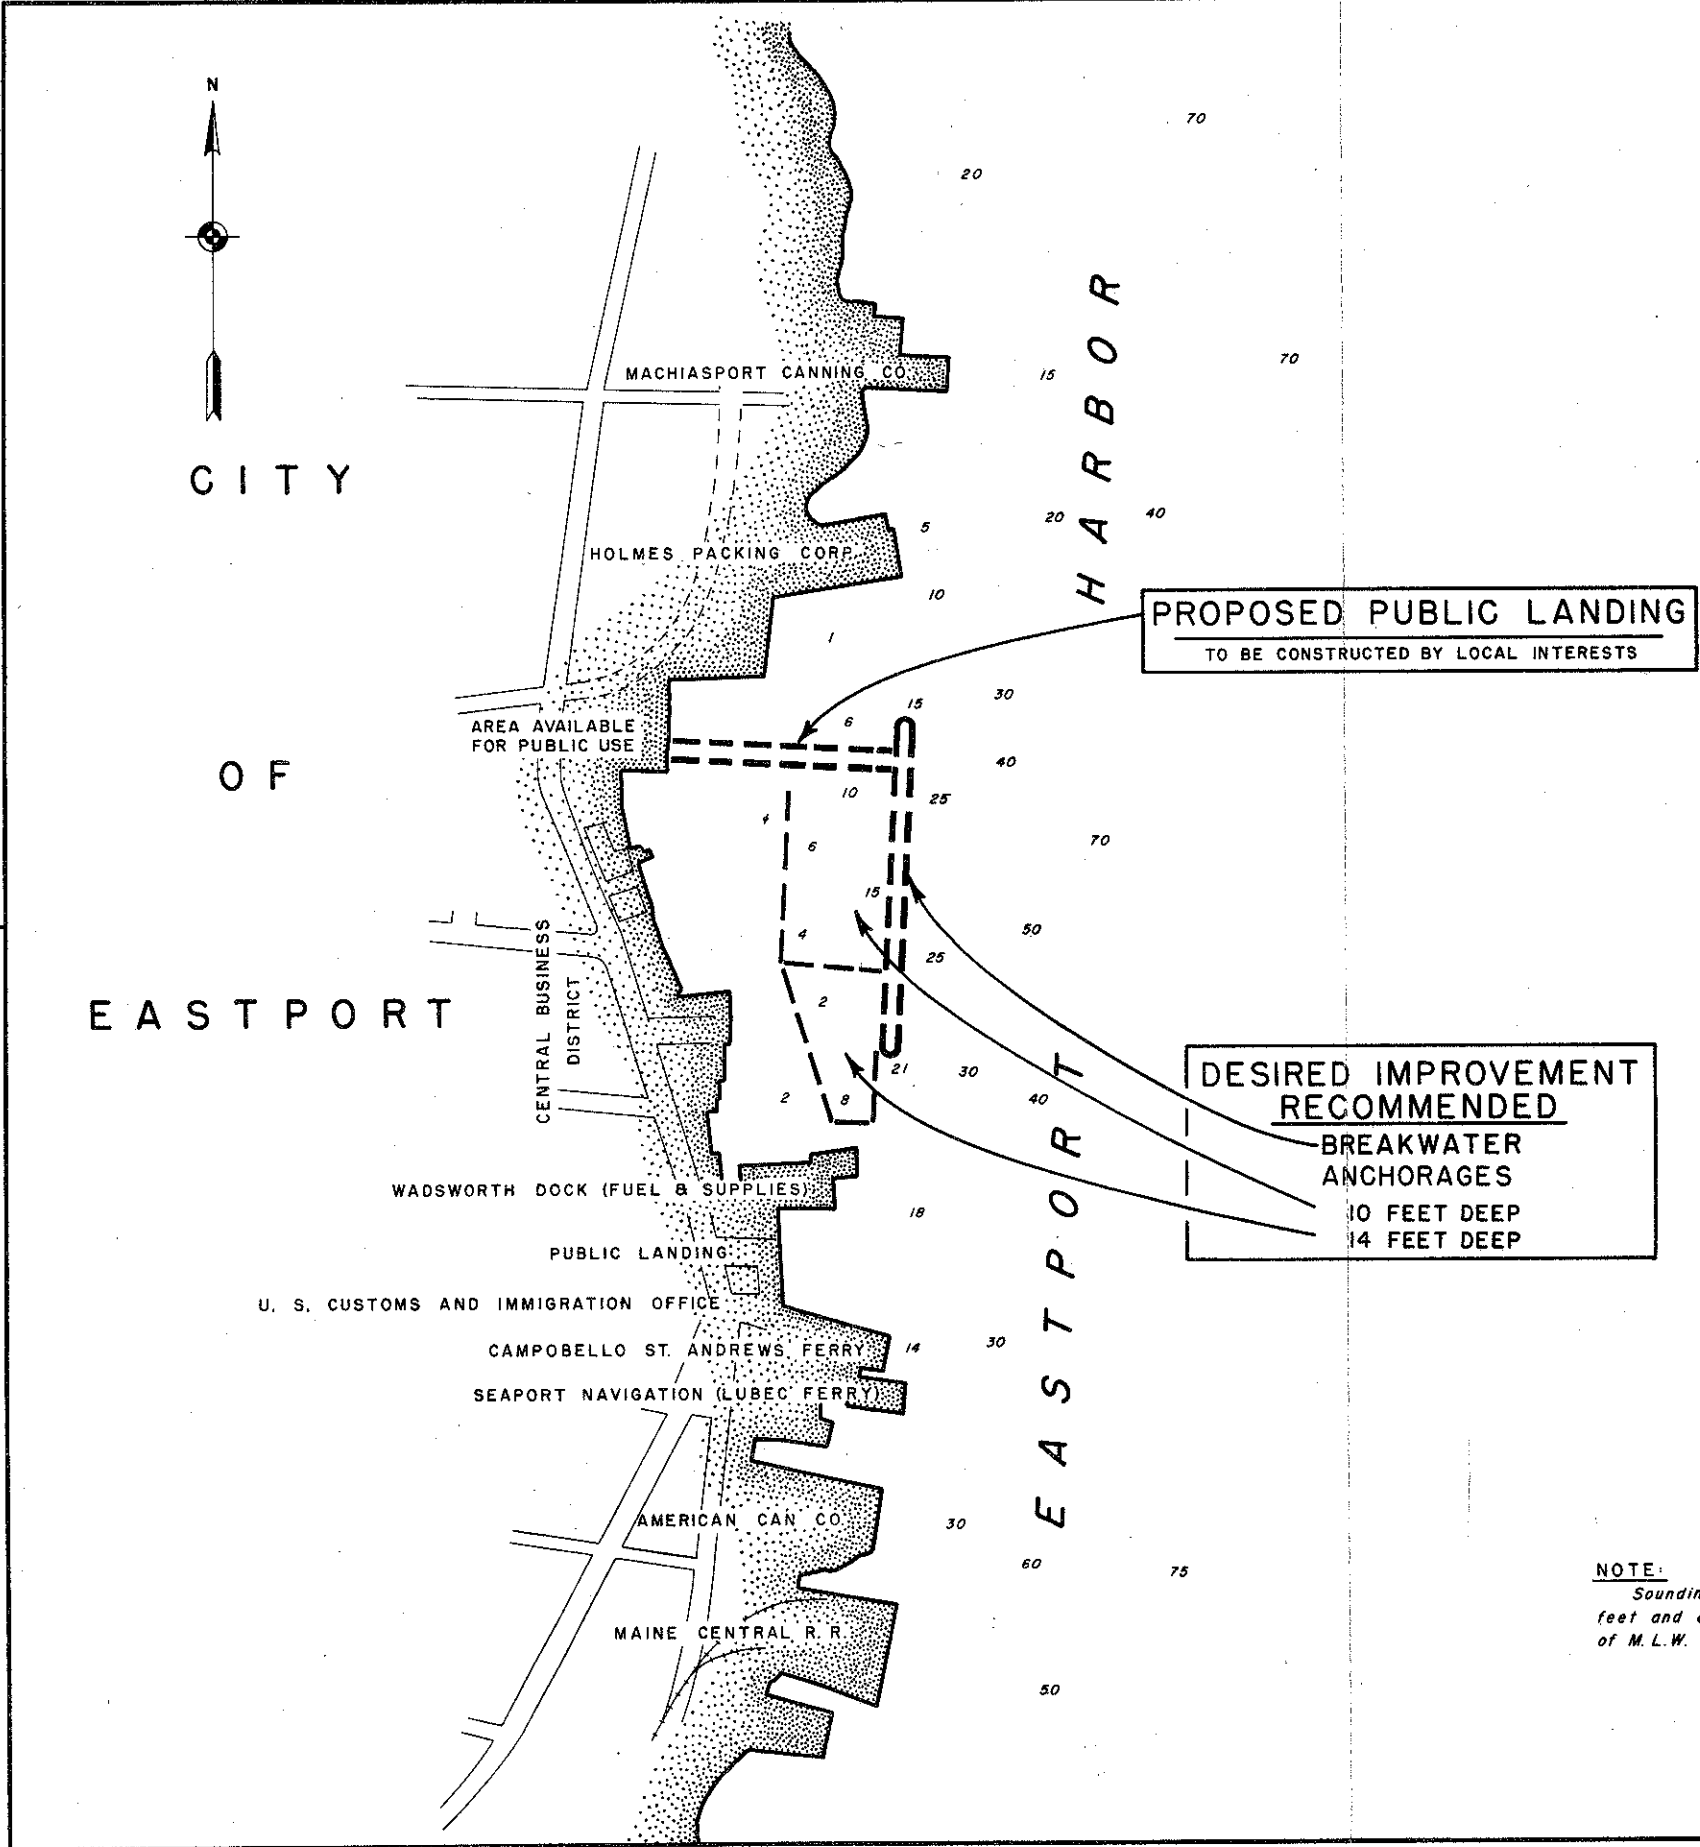 N
70
20
MACHIASPORT CANNING CO.
15
70
HARBOR
CITY
5
20
40
HOLMES PACKING CORP.
10
1
PROPOSED PUBLIC LANDING
TO BE CONSTRUCTED BY LOCAL INTERESTS
30
15
6
AREA AVAILABLE
FOR PUBLIC USE
40
OF
10
25
4
70
6
15
50
4
25
CENTRAL BUSINESS
DISTRICT
2
EASTPORT
21
30
40
2
8
DESIRED IMPROVEMENT
RECOMMENDED
BREAKWATER
ANCHORAGES
10 FEET DEEP
14 FEET DEEP
EASTPORT
WADSWORTH DOCK (FUEL & SUPPLIES)
18
PUBLIC LANDING
U. S. CUSTOMS AND IMMIGRATION OFFICE
CAMPOBELLO ST. ANDREWS FERRY
14
30
SEAPORT NAVIGATION (LUBEC FERRY)
AMERICAN CAN CO.
30
60
75
NOTE:
feet and
of M.L.W.
MAINE CENTRAL R. R.
50